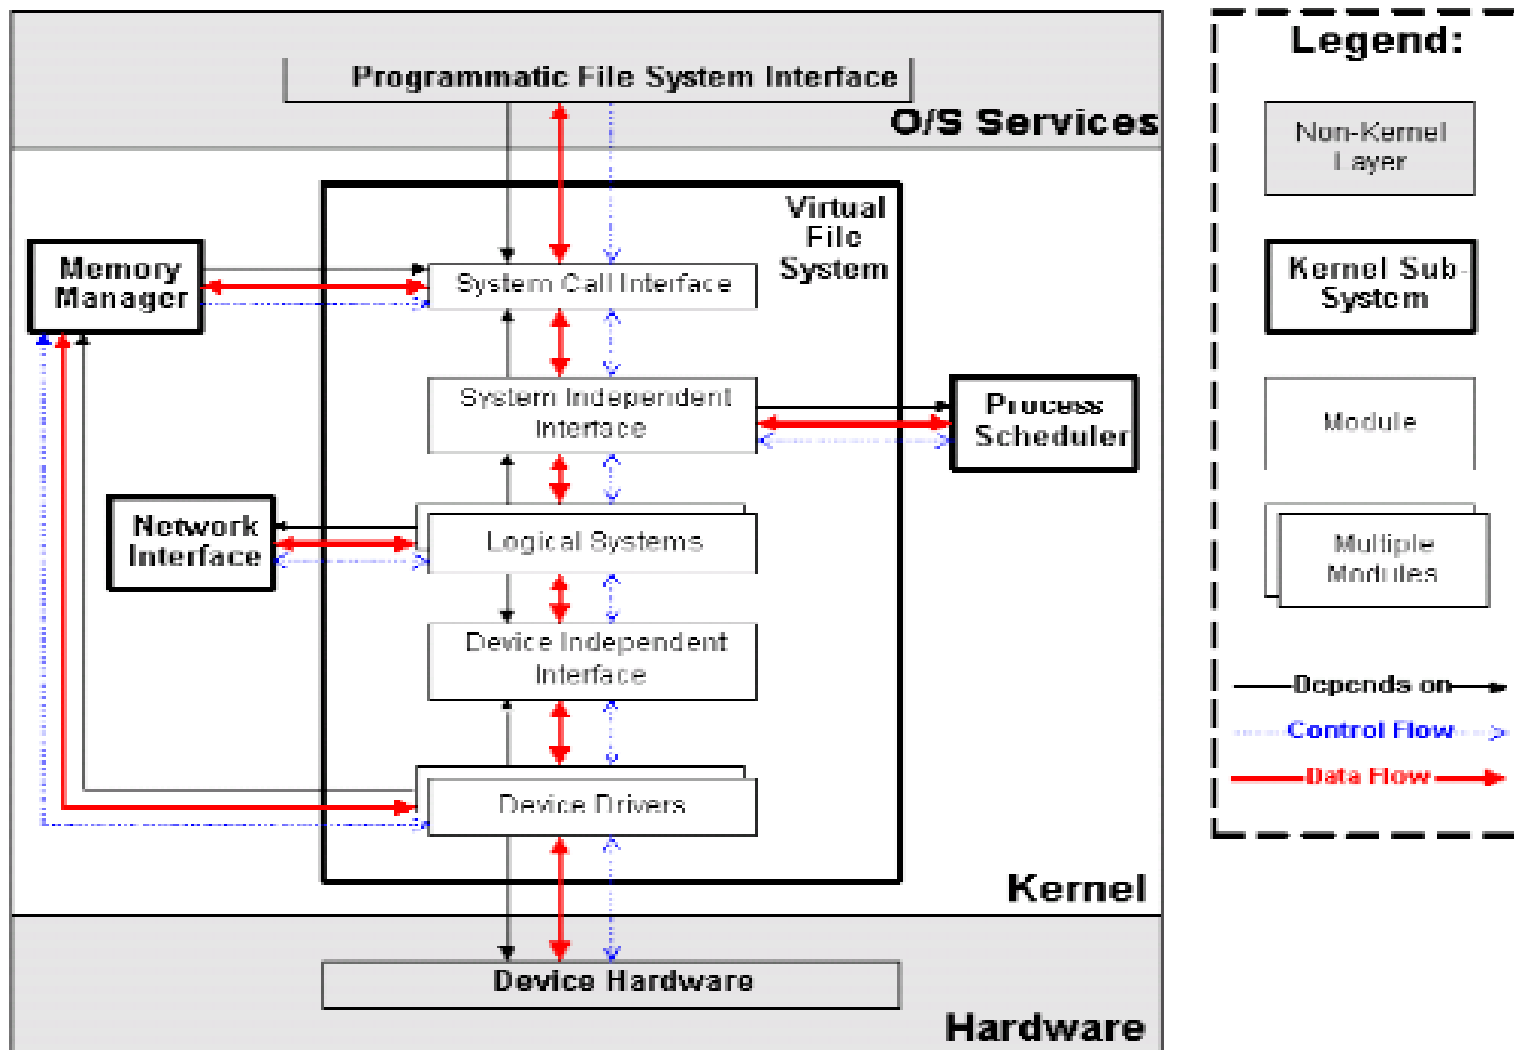 Programmatic File System Interface
O/S Services
Virtual
File
System
Memory
Manager
System Call Interface
System Independent
Interface
Process
Scheduler
Network
Interface
Logical Systems
Device Independent
Interface
Device Drivers
Kernel
Device Hardware
Hardware
Legend:
Non-Kernel
Layer
Kernel Sub-
System
Module
Multiple
Modules
Depends on
Control Flow
Data Flow